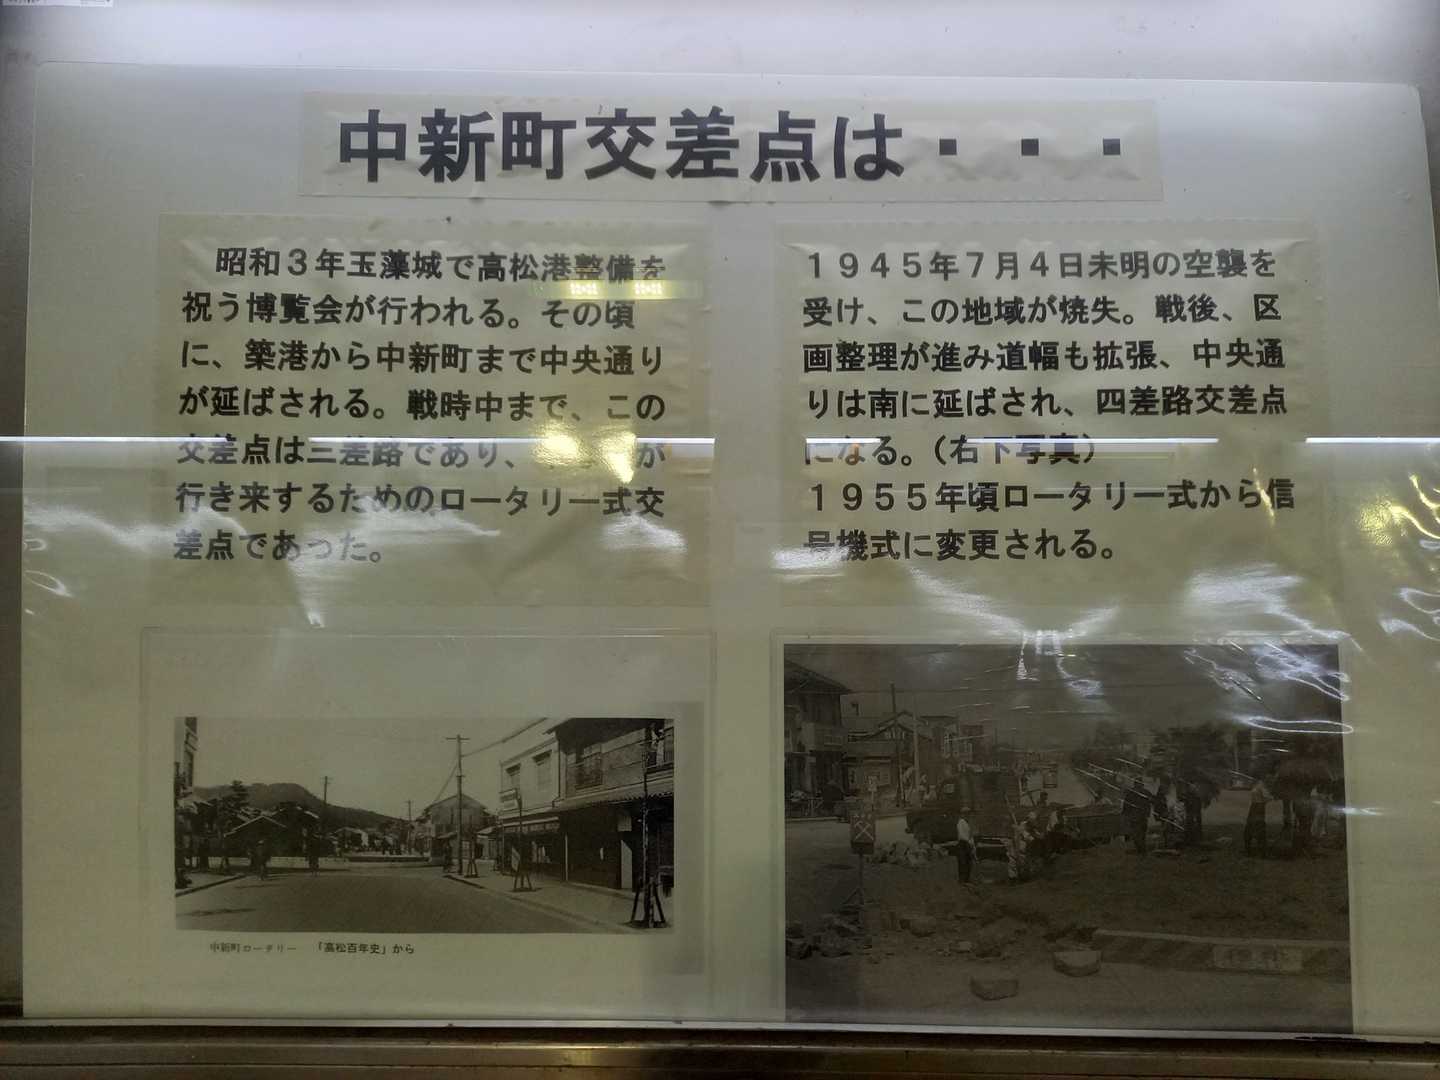 中新町交差点は・・・
昭和３年玉藻城で高松港整備を
祝う博覧会が行われる。その頃
に、築港から中新町まで中央通り
が延ばされる。戦時中まで、この
交差点は三差路であり、が
行き来するためのロータリー式交
差点であった。
１９４５年７月４日未明の空襲を
受け、この地域が焼失。戦後、区
画整理が進み道幅も拡張、中央通
りは南に延ばされ、四差路交差点
になる。（右下写真）
１９５５年頃ロータリー式から信
号機式に変更される。
中新町ロータリー 「高松百年史」から